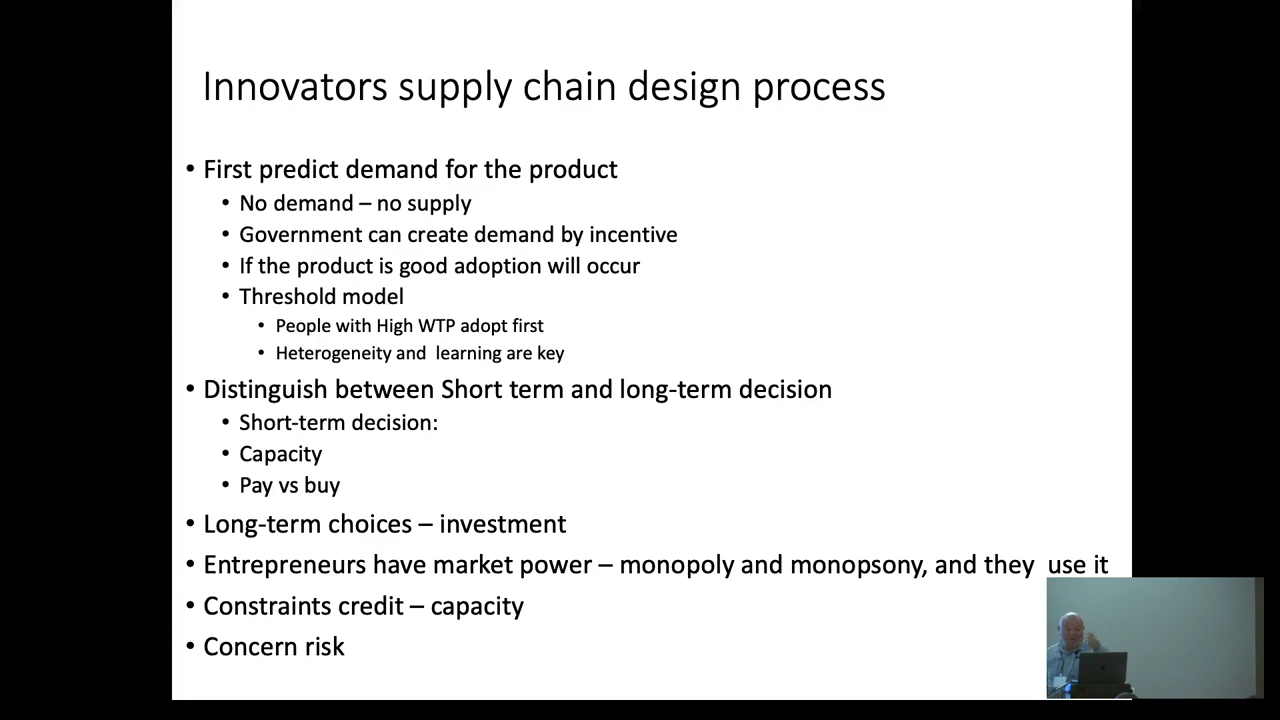 Innovators supply chain design process
• First predict demand for the product
• No demand – no supply
• Government can create demand by incentive
• If the product is good adoption will occur
• Threshold model
• People with High WTP adopt first
• Heterogeneity and learning are key
• Distinguish between Short term and long-term decision
• Short-term decision:
• Capacity
• Pay vs buy
• Long-term choices – investment
• Entrepreneurs have market power – monopoly and monopsony, and they use it
• Constraints credit – capacity
• Concern risk